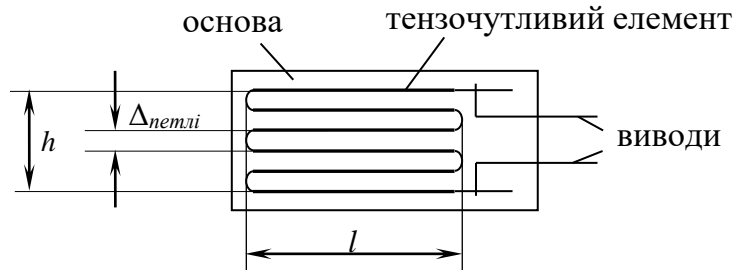 основа
тензочутливий елемент
Δпетлі
h
виводи
l